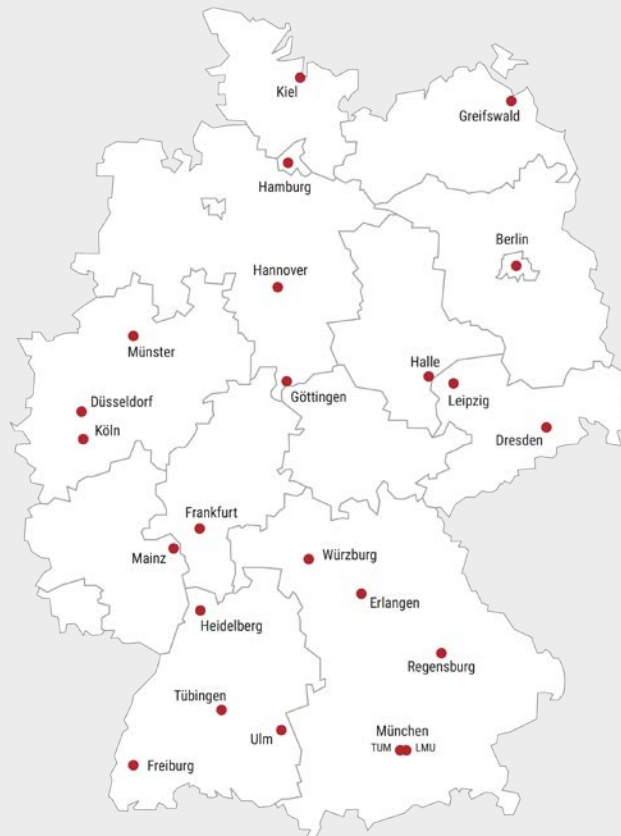 Kiel
Greifswald
Hamburg
Berlin
Hannover
Münster
Halle
Göttingen
Leipzig
Düsseldorf
Köln
Dresden
Frankfurt
Mainz
Würzburg
Erlangen
Heidelberg
Regensburg
Tübingen
Ulm
München
TUM LMU
Freiburg